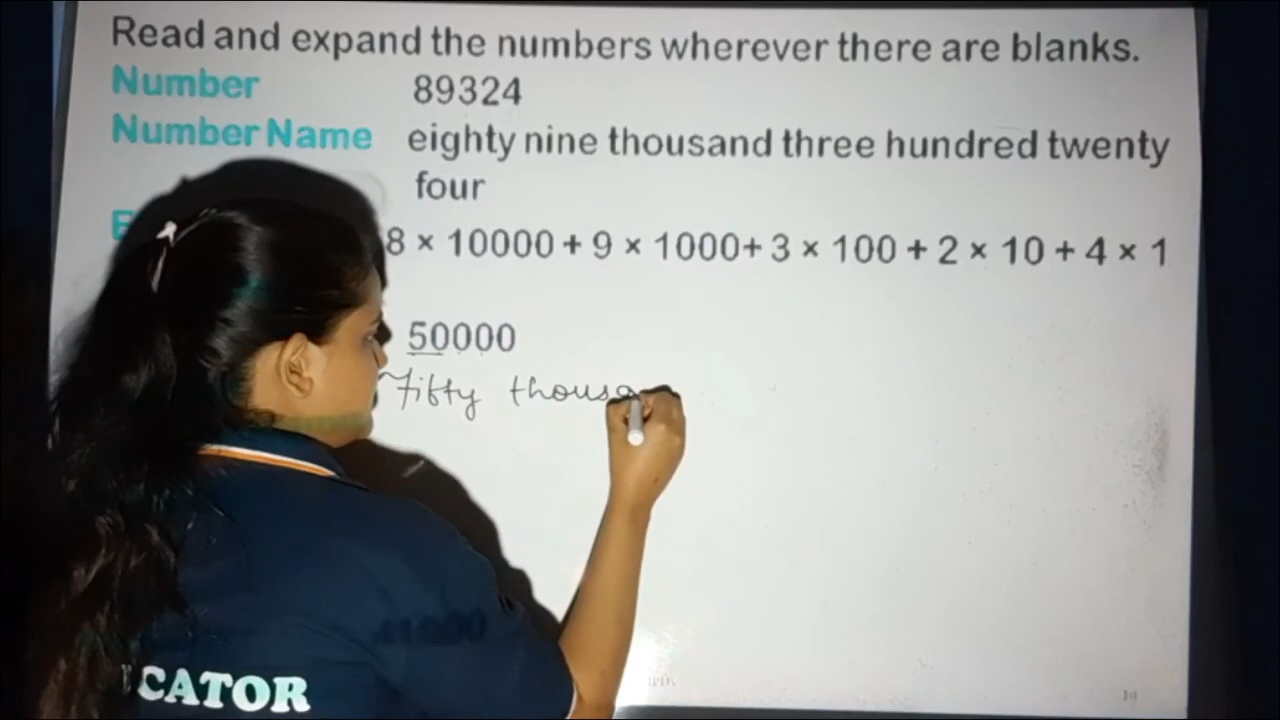 Read and expand the numbers wherever there are blanks.
Number 89324
Number Name eighty nine thousand three hundred twenty
four
8 × 10000 + 9 × 1000+ 3 × 100 + 2 × 10 + 4 × 1
50000
Fifty thousa
41000
CATOR